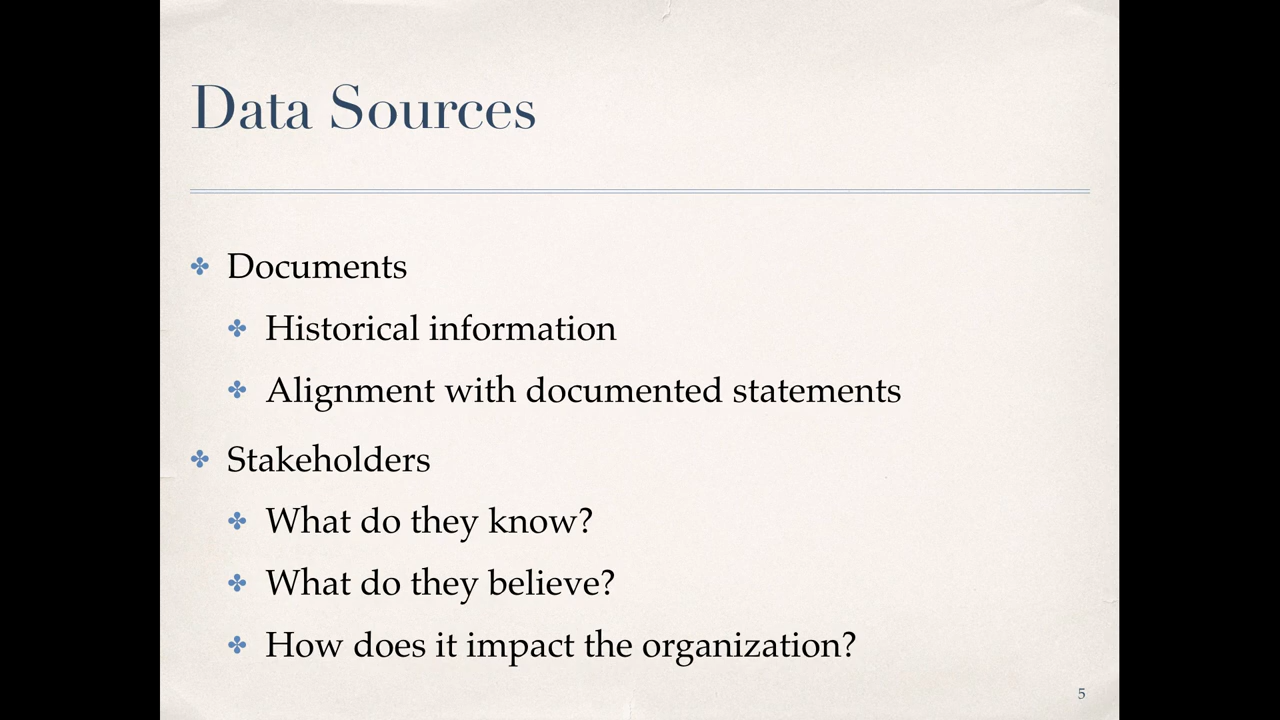 Data Sources
Documents
Historical information
Alignment with documented statements
Stakeholders
What do they know?
What do they believe?
How does it impact the organization?
5